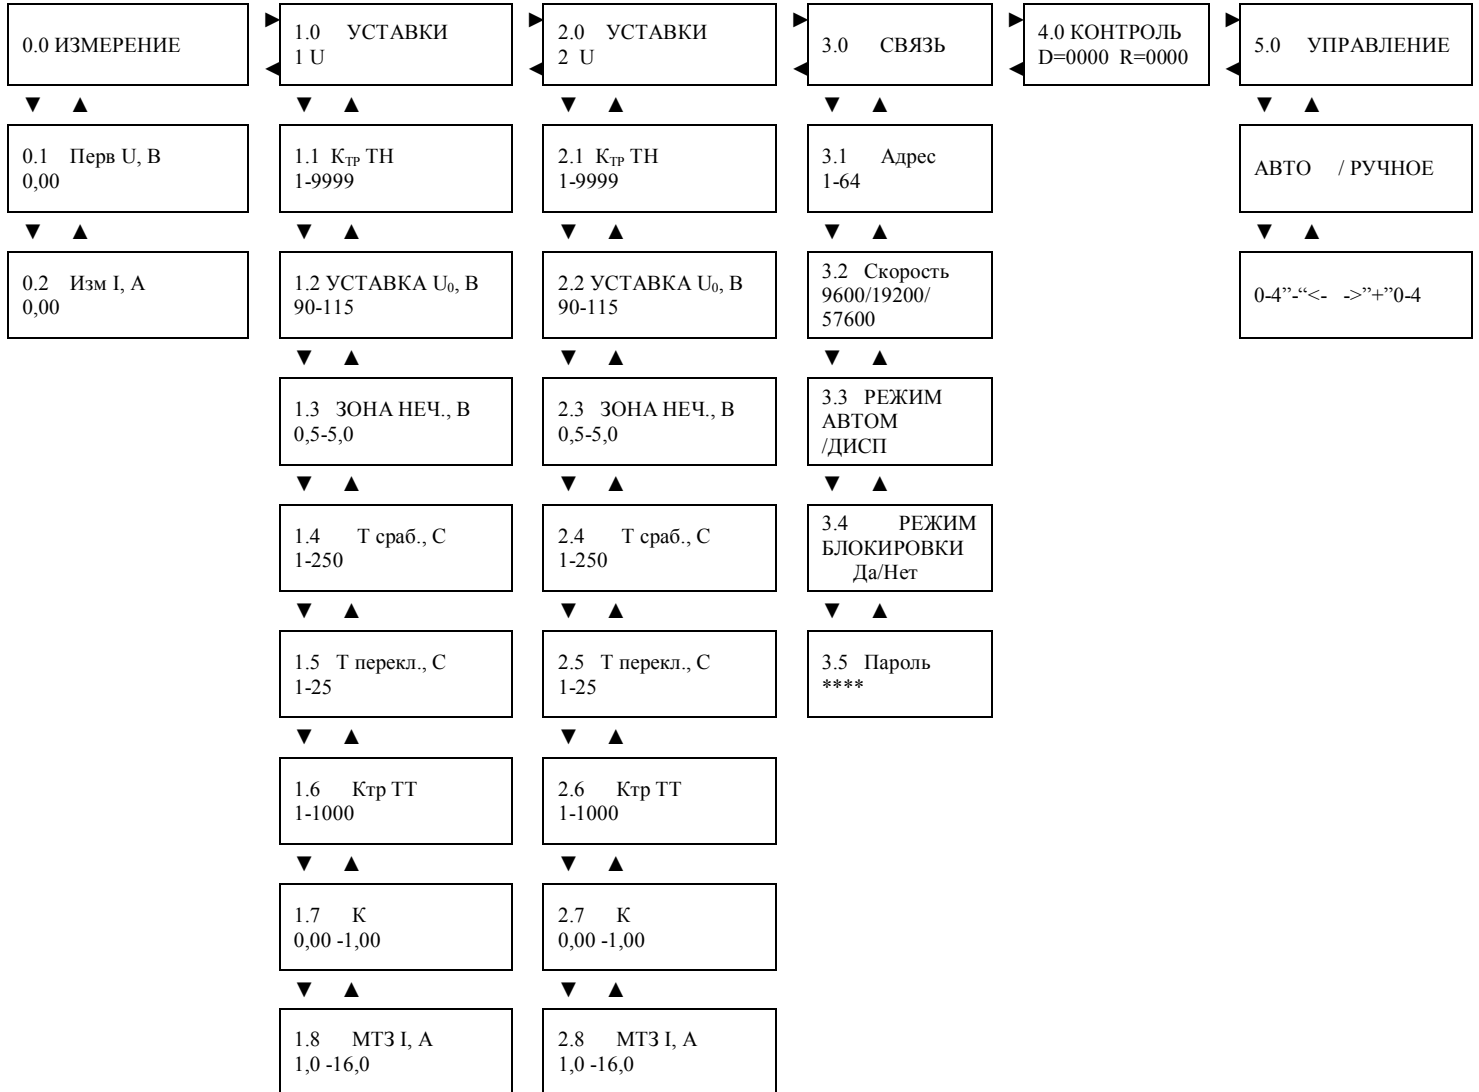 0.0 ИЗМЕРЕНИЕ
0.1 Перв U, В
0,00
0.2 Изм I, А
0,00
1.0 УСТАВКИ
1 U
1.1 KТР ТН
1-9999
1.2 УСТАВКА U0, В
90-115
1.3 ЗОНА НЕЧ., В
0,5-5,0
1.4 Т сраб., С
1-250
1.5 Т перекл., С
1-25
1.6 Ктр ТТ
1-1000
1.7 К
0,00 -1,00
1.8 МТЗ I, А
1,0 -16,0
2.0 УСТАВКИ
2 U
2.1 KТР ТН
1-9999
2.2 УСТАВКА U0, В
90-115
2.3 ЗОНА НЕЧ., В
0,5-5,0
2.4 Т сраб., С
1-250
2.5 Т перекл., С
1-25
2.6 Ктр ТТ
1-1000
2.7 К
0,00 -1,00
2.8 МТЗ I, А
1,0 -16,0
3.0 СВЯЗЬ
3.1 Адрес
1-64
3.2 Скорость
9600/19200/
57600
3.3 РЕЖИМ
АВТОМ
/ДИСП
3.4 РЕЖИМ
БЛОКИРОВКИ
Да/Нет
3.5 Пароль
****
4.0 КОНТРОЛЬ
D=0000 R=0000
5.0 УПРАВЛЕНИЕ
АВТО / РУЧНОЕ
0-4”-“<- ->”+”0-4